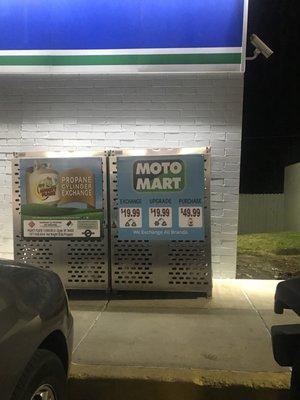 PROPANE
CYLINDER
EXCHANGE
MOTO
MART
EXCHANGE UPGRADE PURCHASE
$19.99 $19.99 $49.99
We Exchange All Brands